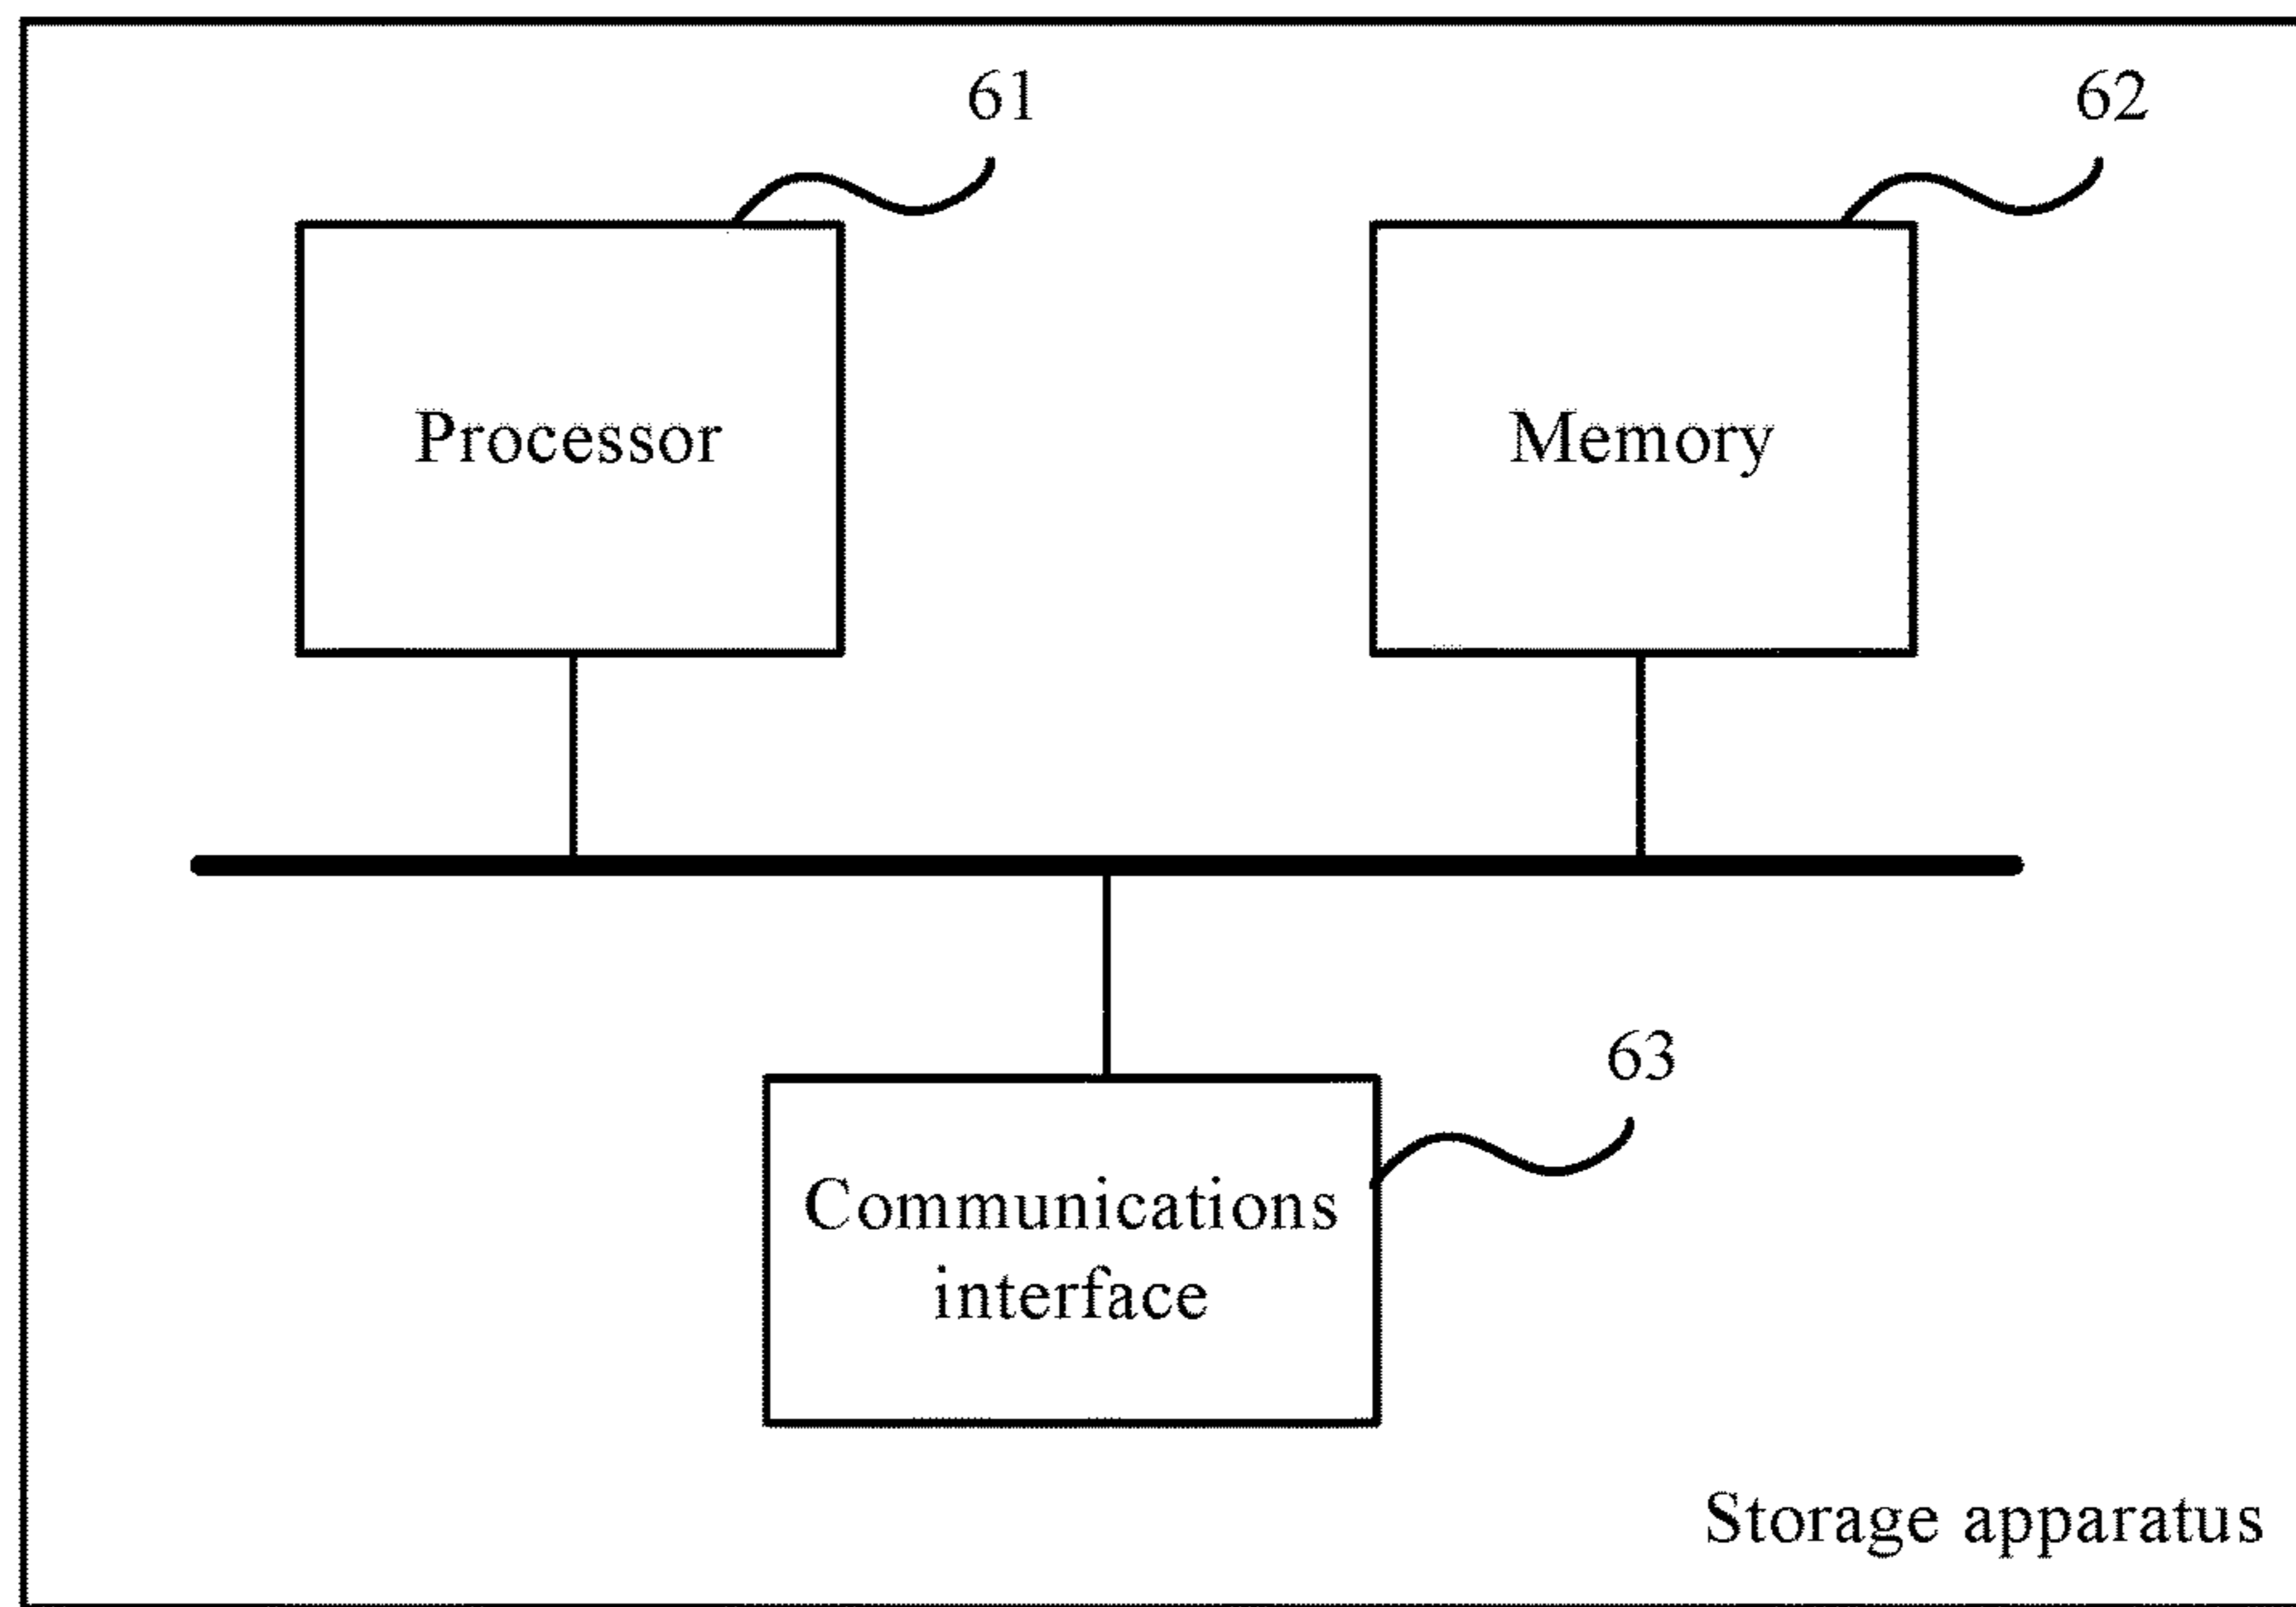 61
62
Processor
Memory
63
Communications
interface
Storage apparatus